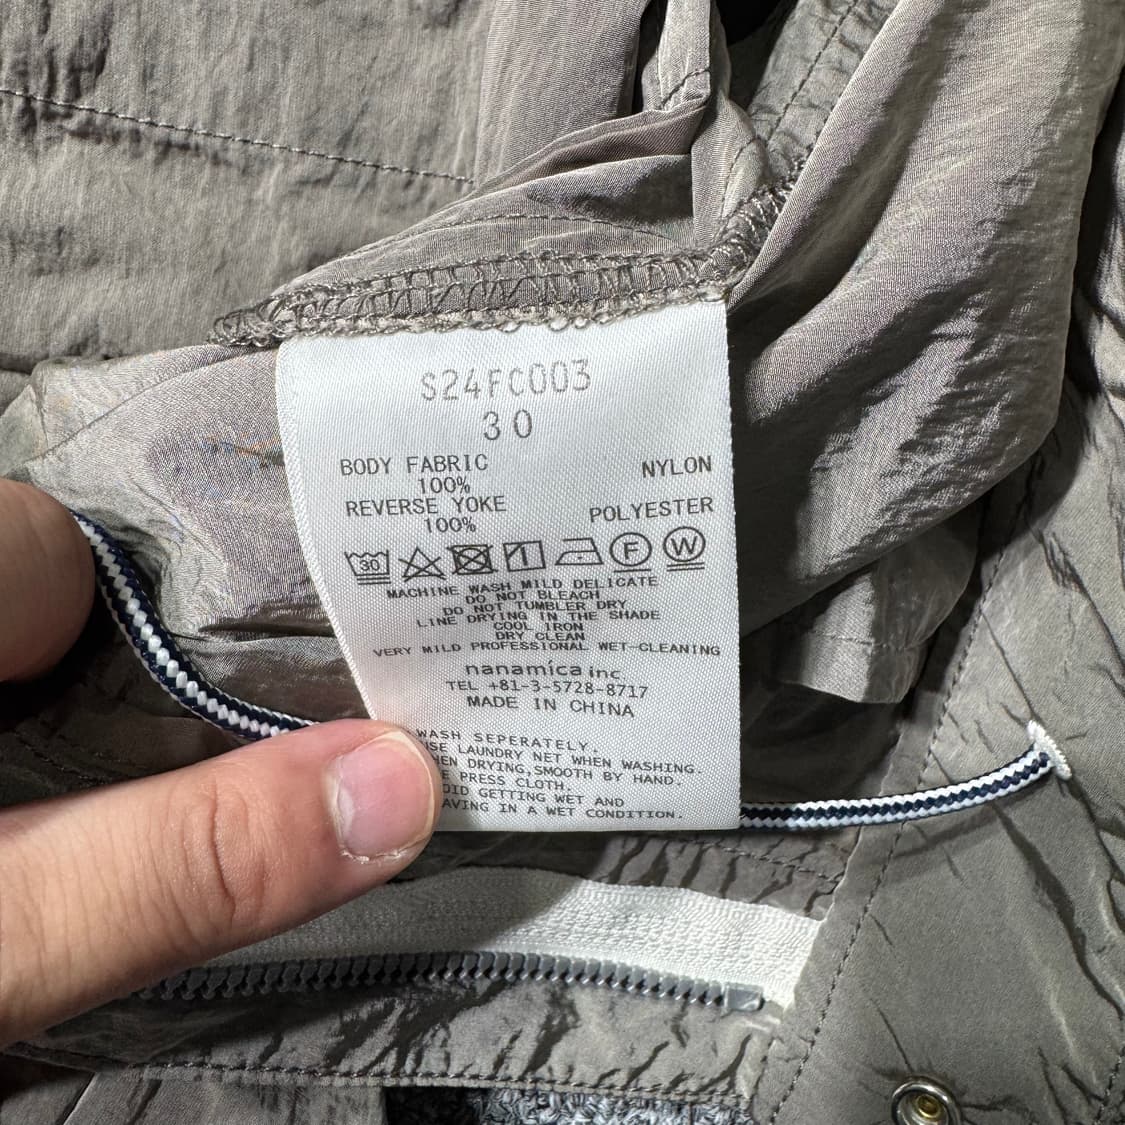 S24FC003
30
BODY FABRIC NYLON
100%
REVERSE YOKE POLYESTER
100%
30 F W
MACHINE WASH MILD DELICATE
DO NOT BLEACH
DO NOT TUMBLER DRY
LINE DRYING IN THE SHADE
COOL IRON
DRY CLEAN
VERY MILD PROFESSIONAL WET-CLEANING
nanamica inc
TEL +81-3-5728-8717
MADE IN CHINA
WASH SEPERATELY.
LAUNDRY NET WHEN WASHING.
DRYING,SMOOTH BY HAND.
PRESS CLOTH.
GETTING WET AND
IN A WET CONDITION.